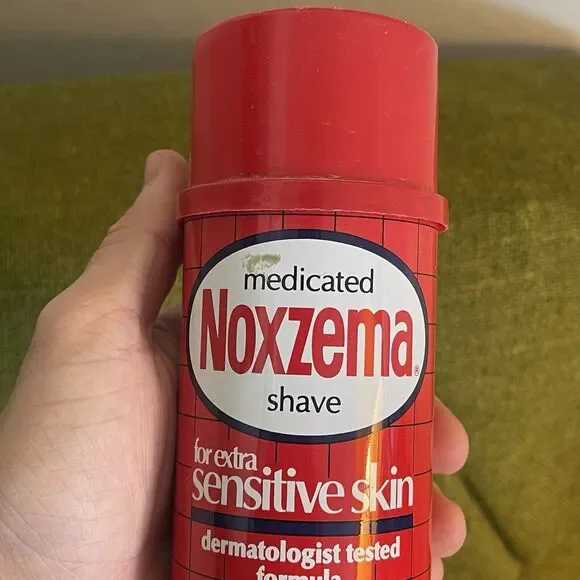 medicated
Noxzema®
shave
for extra
sensitive skin
dermatologist tested
formula